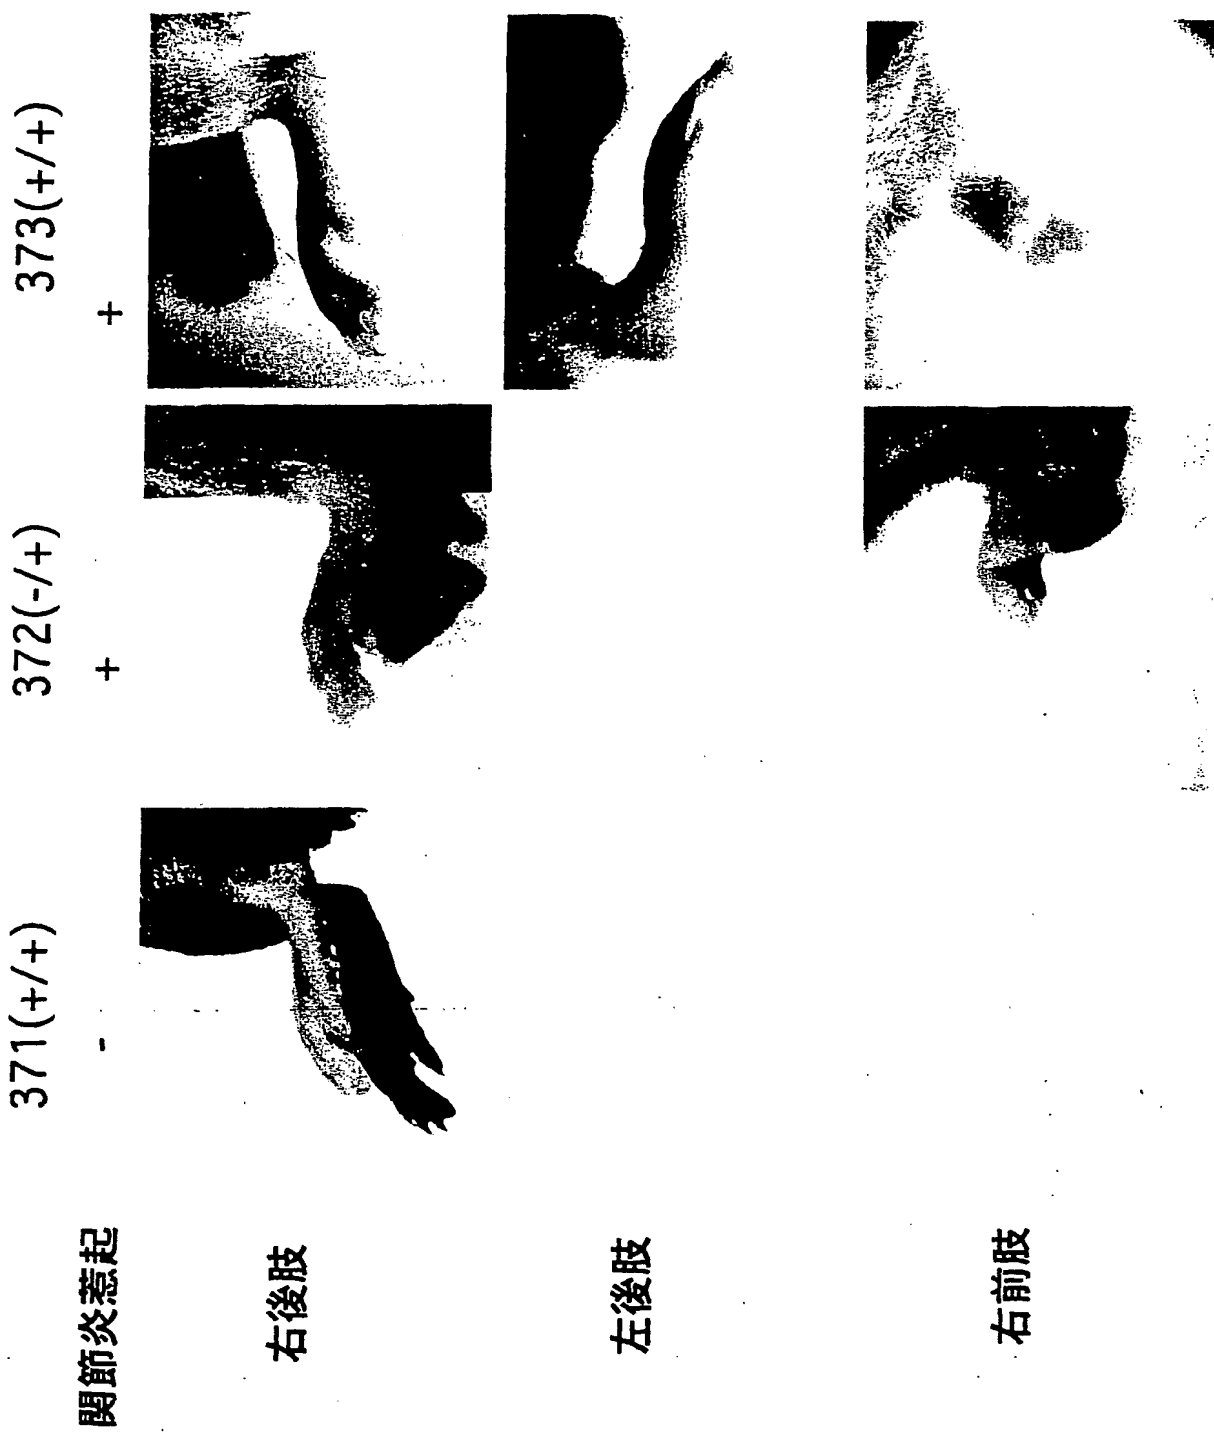 371(+/+) 372(-/+) 373(+/+)
関節炎惹起 - + +
右後肢
左後肢
右前肢